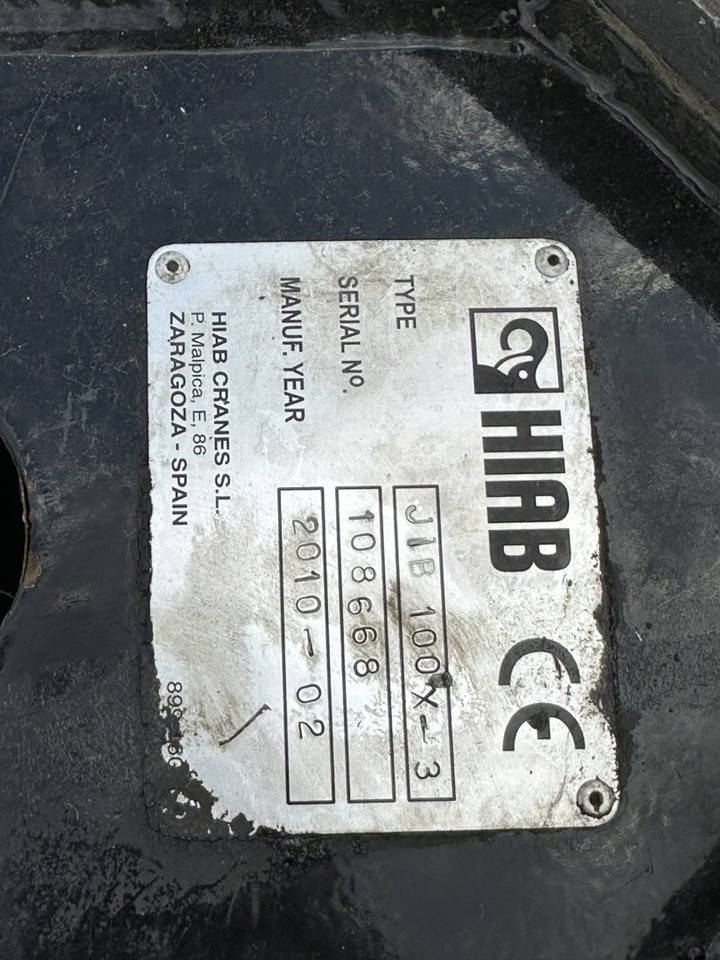 HIAB CE
TYPE JIB 100X-3
SERIAL Nº. 108668
MANUF. YEAR 2010-02
HIAB CRANES S.L.
P. Malpica, E, 86
ZARAGOZA - SPAIN